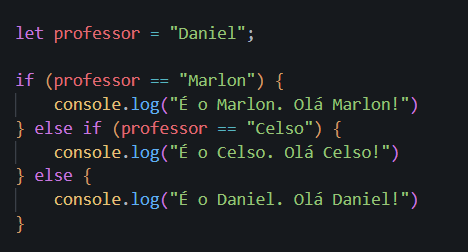 let professor = "Daniel";
if (professor == "Marlon") {
console.log("É o Marlon. Olá Marlon!")
} else if (professor == "Celso") {
console.log("É o Celso. Olá Celso!")
} else {
console.log("É o Daniel. Olá Daniel!")
}